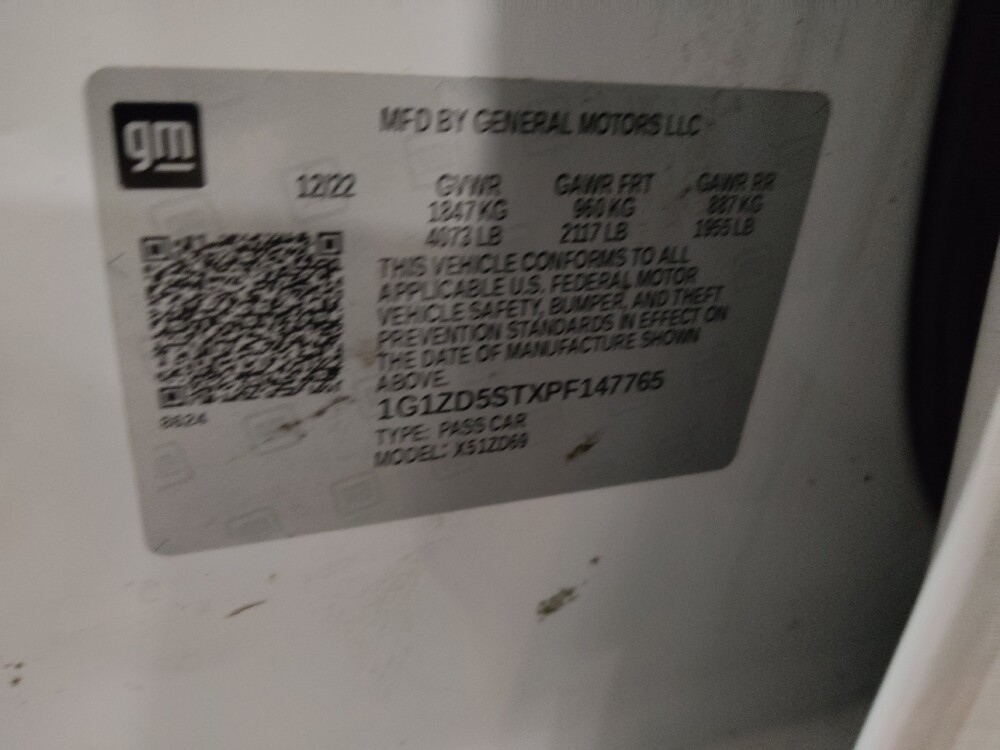 gm
MFD BY GENERAL MOTORS LLC
12/22 GVWR GAWR FRT GAWR RR
1847 KG 960 KG 887 KG
4073 LB 2117 LB 1955 LB
THIS VEHICLE CONFORMS TO ALL
APPLICABLE U.S. FEDERAL MOTOR
VEHICLE SAFETY, BUMPER, AND THEFT
PREVENTION STANDARDS IN EFFECT ON
THE DATE OF MANUFACTURE SHOWN
ABOVE.
1G1ZD5STXPF147765
8624
TYPE: PASS CAR
MODEL: X51ZD69